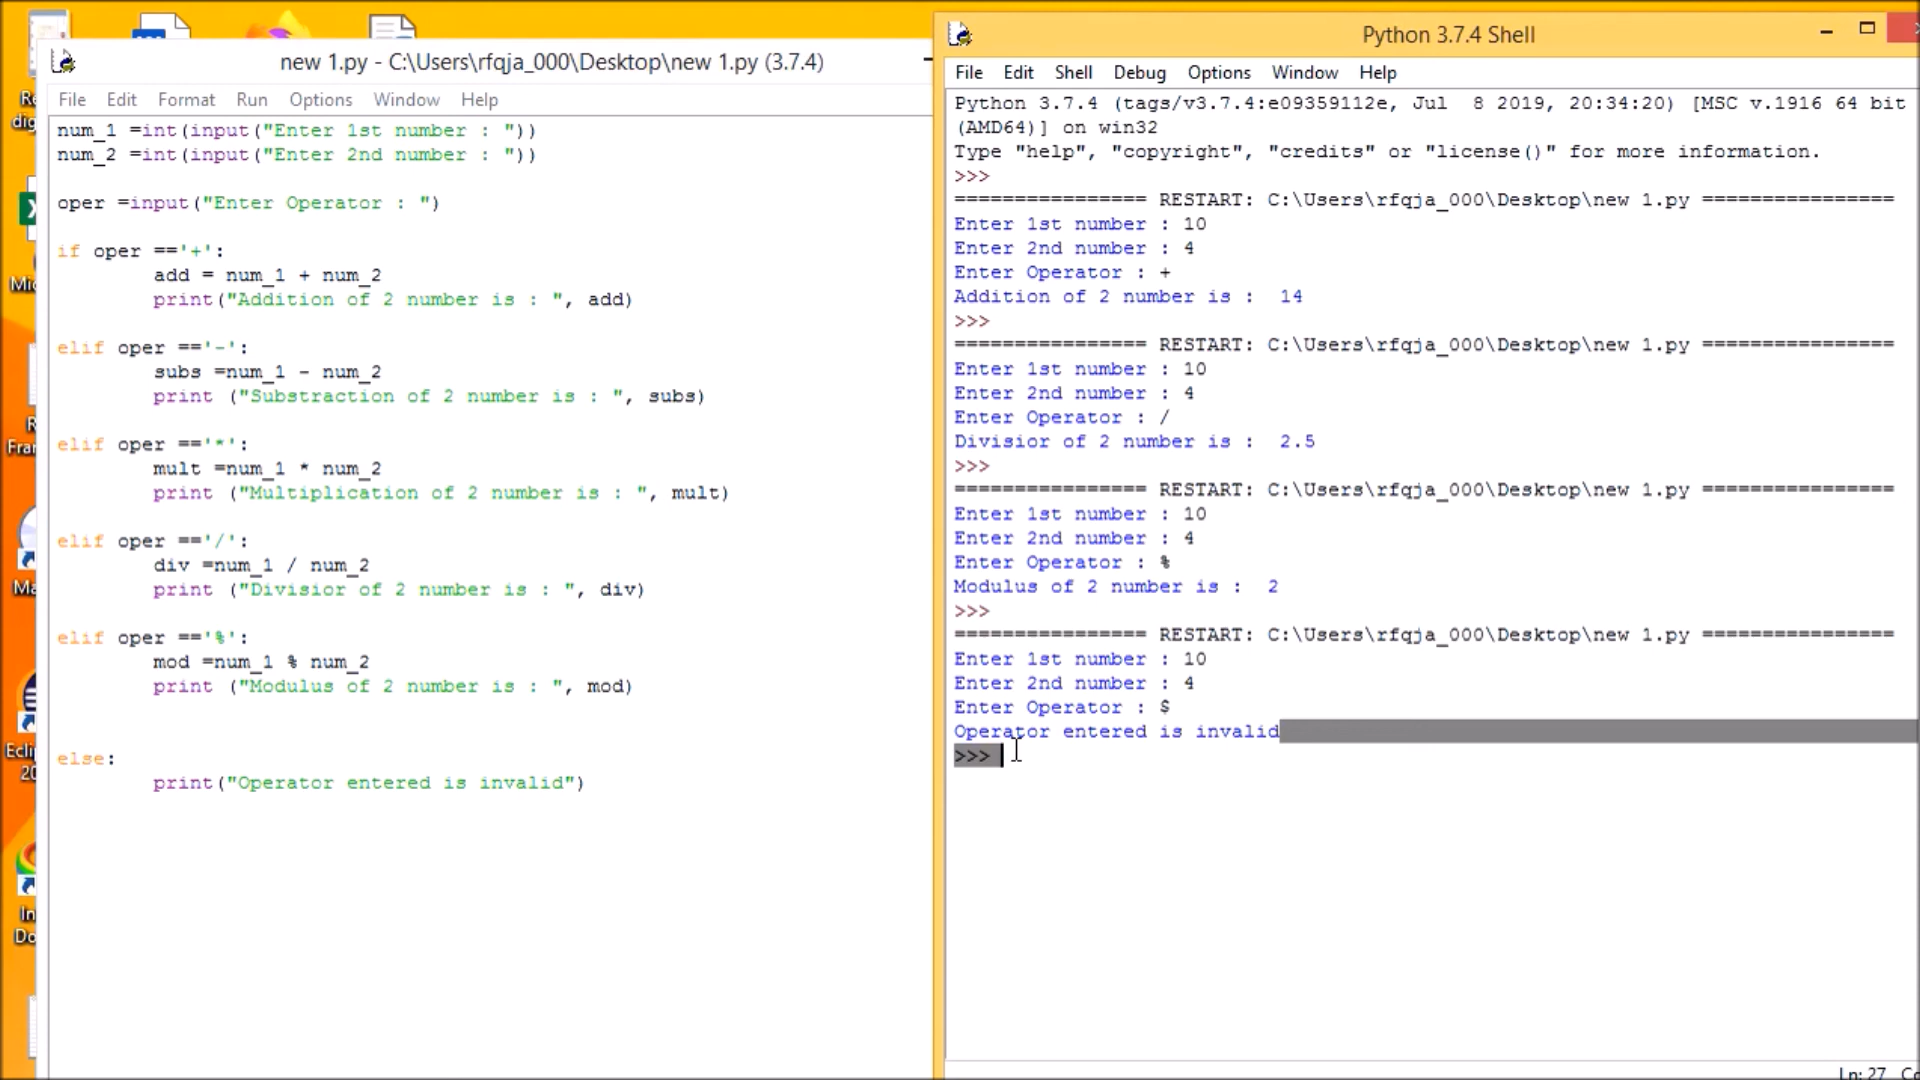 new 1.py - C:\Users\rfqja_000\Desktop\new 1.py (3.7.4)
File Edit Format Run Options Window Help
num_1 =int(input("Enter 1st number : "))
num_2 =int(input("Enter 2nd number : "))
oper =input("Enter Operator : ")
if oper =='+':
add = num_1 + num_2
print("Addition of 2 number is : ", add)
elif oper =='-':
subs =num_1 - num_2
print ("Substraction of 2 number is : ", subs)
elif oper =='*':
mult =num_1 * num_2
print ("Multiplication of 2 number is : ", mult)
elif oper =='/':
div =num_1 / num_2
print ("Divisior of 2 number is : ", div)
elif oper =='%':
mod =num_1 % num_2
print ("Modulus of 2 number is : ", mod)
else:
print("Operator entered is invalid")
Python 3.7.4 Shell
File Edit Shell Debug Options Window Help
Python 3.7.4 (tags/v3.7.4:e09359112e, Jul  8 2019, 20:34:20) [MSC v.1916 64 bit
(AMD64)] on win32
Type "help", "copyright", "credits" or "license()" for more information.
>>>
================ RESTART: C:\Users\rfqja_000\Desktop\new 1.py ================
Enter 1st number : 10
Enter 2nd number : 4
Enter Operator : +
Addition of 2 number is :  14
>>>
================ RESTART: C:\Users\rfqja_000\Desktop\new 1.py ================
Enter 1st number : 10
Enter 2nd number : 4
Enter Operator : /
Divisior of 2 number is :  2.5
>>>
================ RESTART: C:\Users\rfqja_000\Desktop\new 1.py ================
Enter 1st number : 10
Enter 2nd number : 4
Enter Operator : %
Modulus of 2 number is :  2
>>>
================ RESTART: C:\Users\rfqja_000\Desktop\new 1.py ================
Enter 1st number : 10
Enter 2nd number : 4
Enter Operator : $
Operator entered is invalid
>>>
Ln: 27